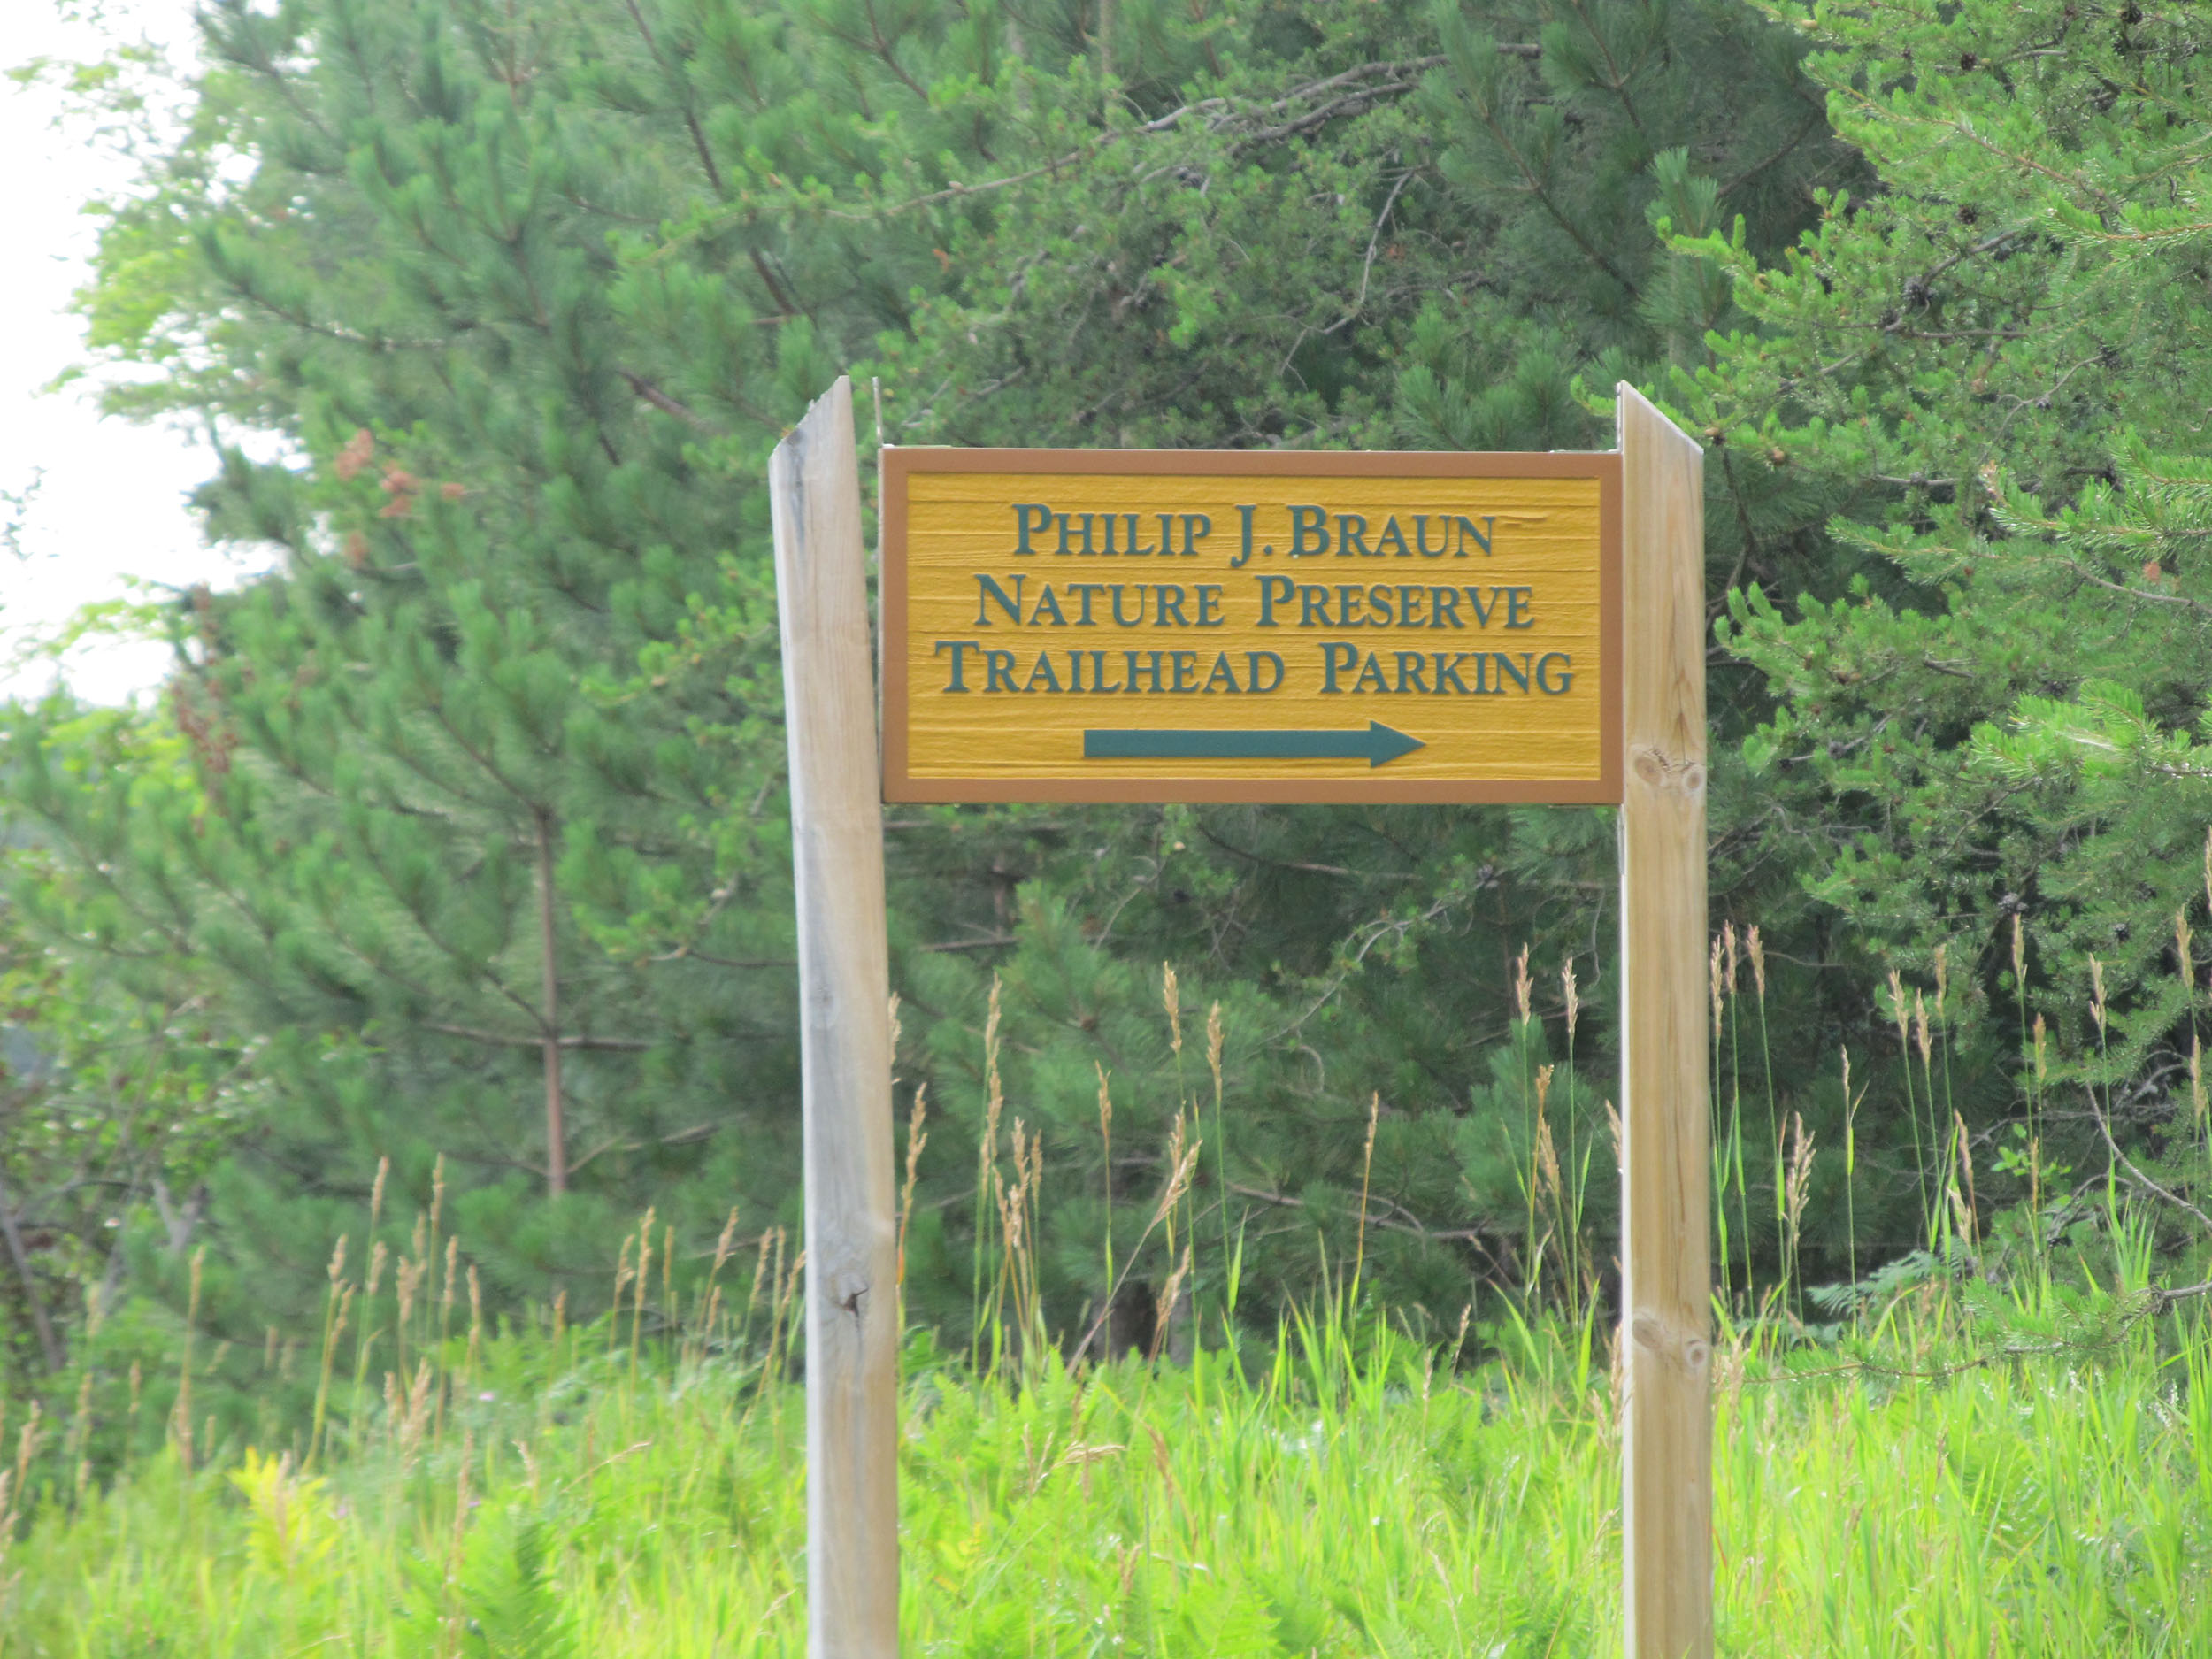 PHILIP J. BRAUN
NATURE PRESERVE
TRAILHEAD PARKING